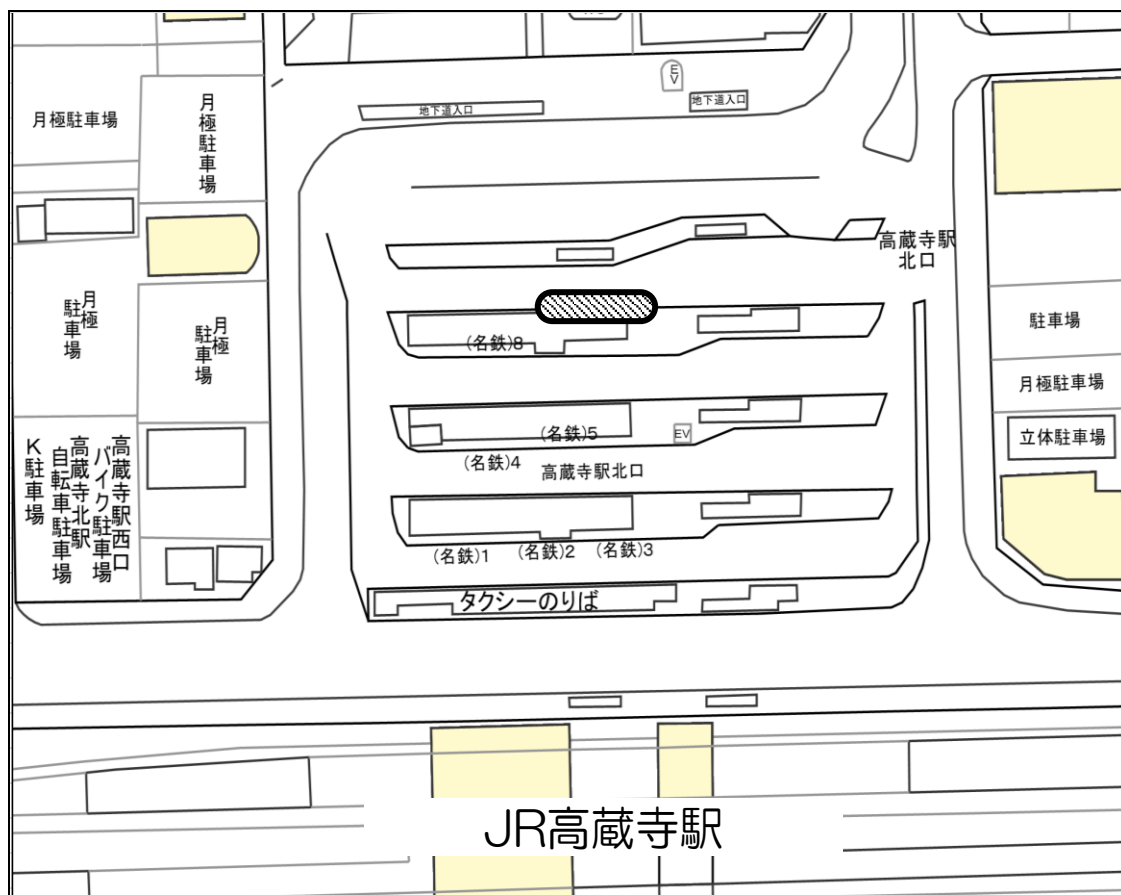 EV
地下道入口
地下道入口
月極駐車場
月極駐車場
高蔵寺駅
北口
月極
駐車場
月極
駐車場
駐車場
(名鉄)8
月極駐車場
(名鉄)5
EV
立体駐車場
(名鉄)4
高蔵寺駅北口
高蔵寺駅西口
バイク駐車場
高蔵寺北駅
自転車駐車場
K駐車場
(名鉄)1
(名鉄)2
(名鉄)3
タクシーのりば
JR高蔵寺駅